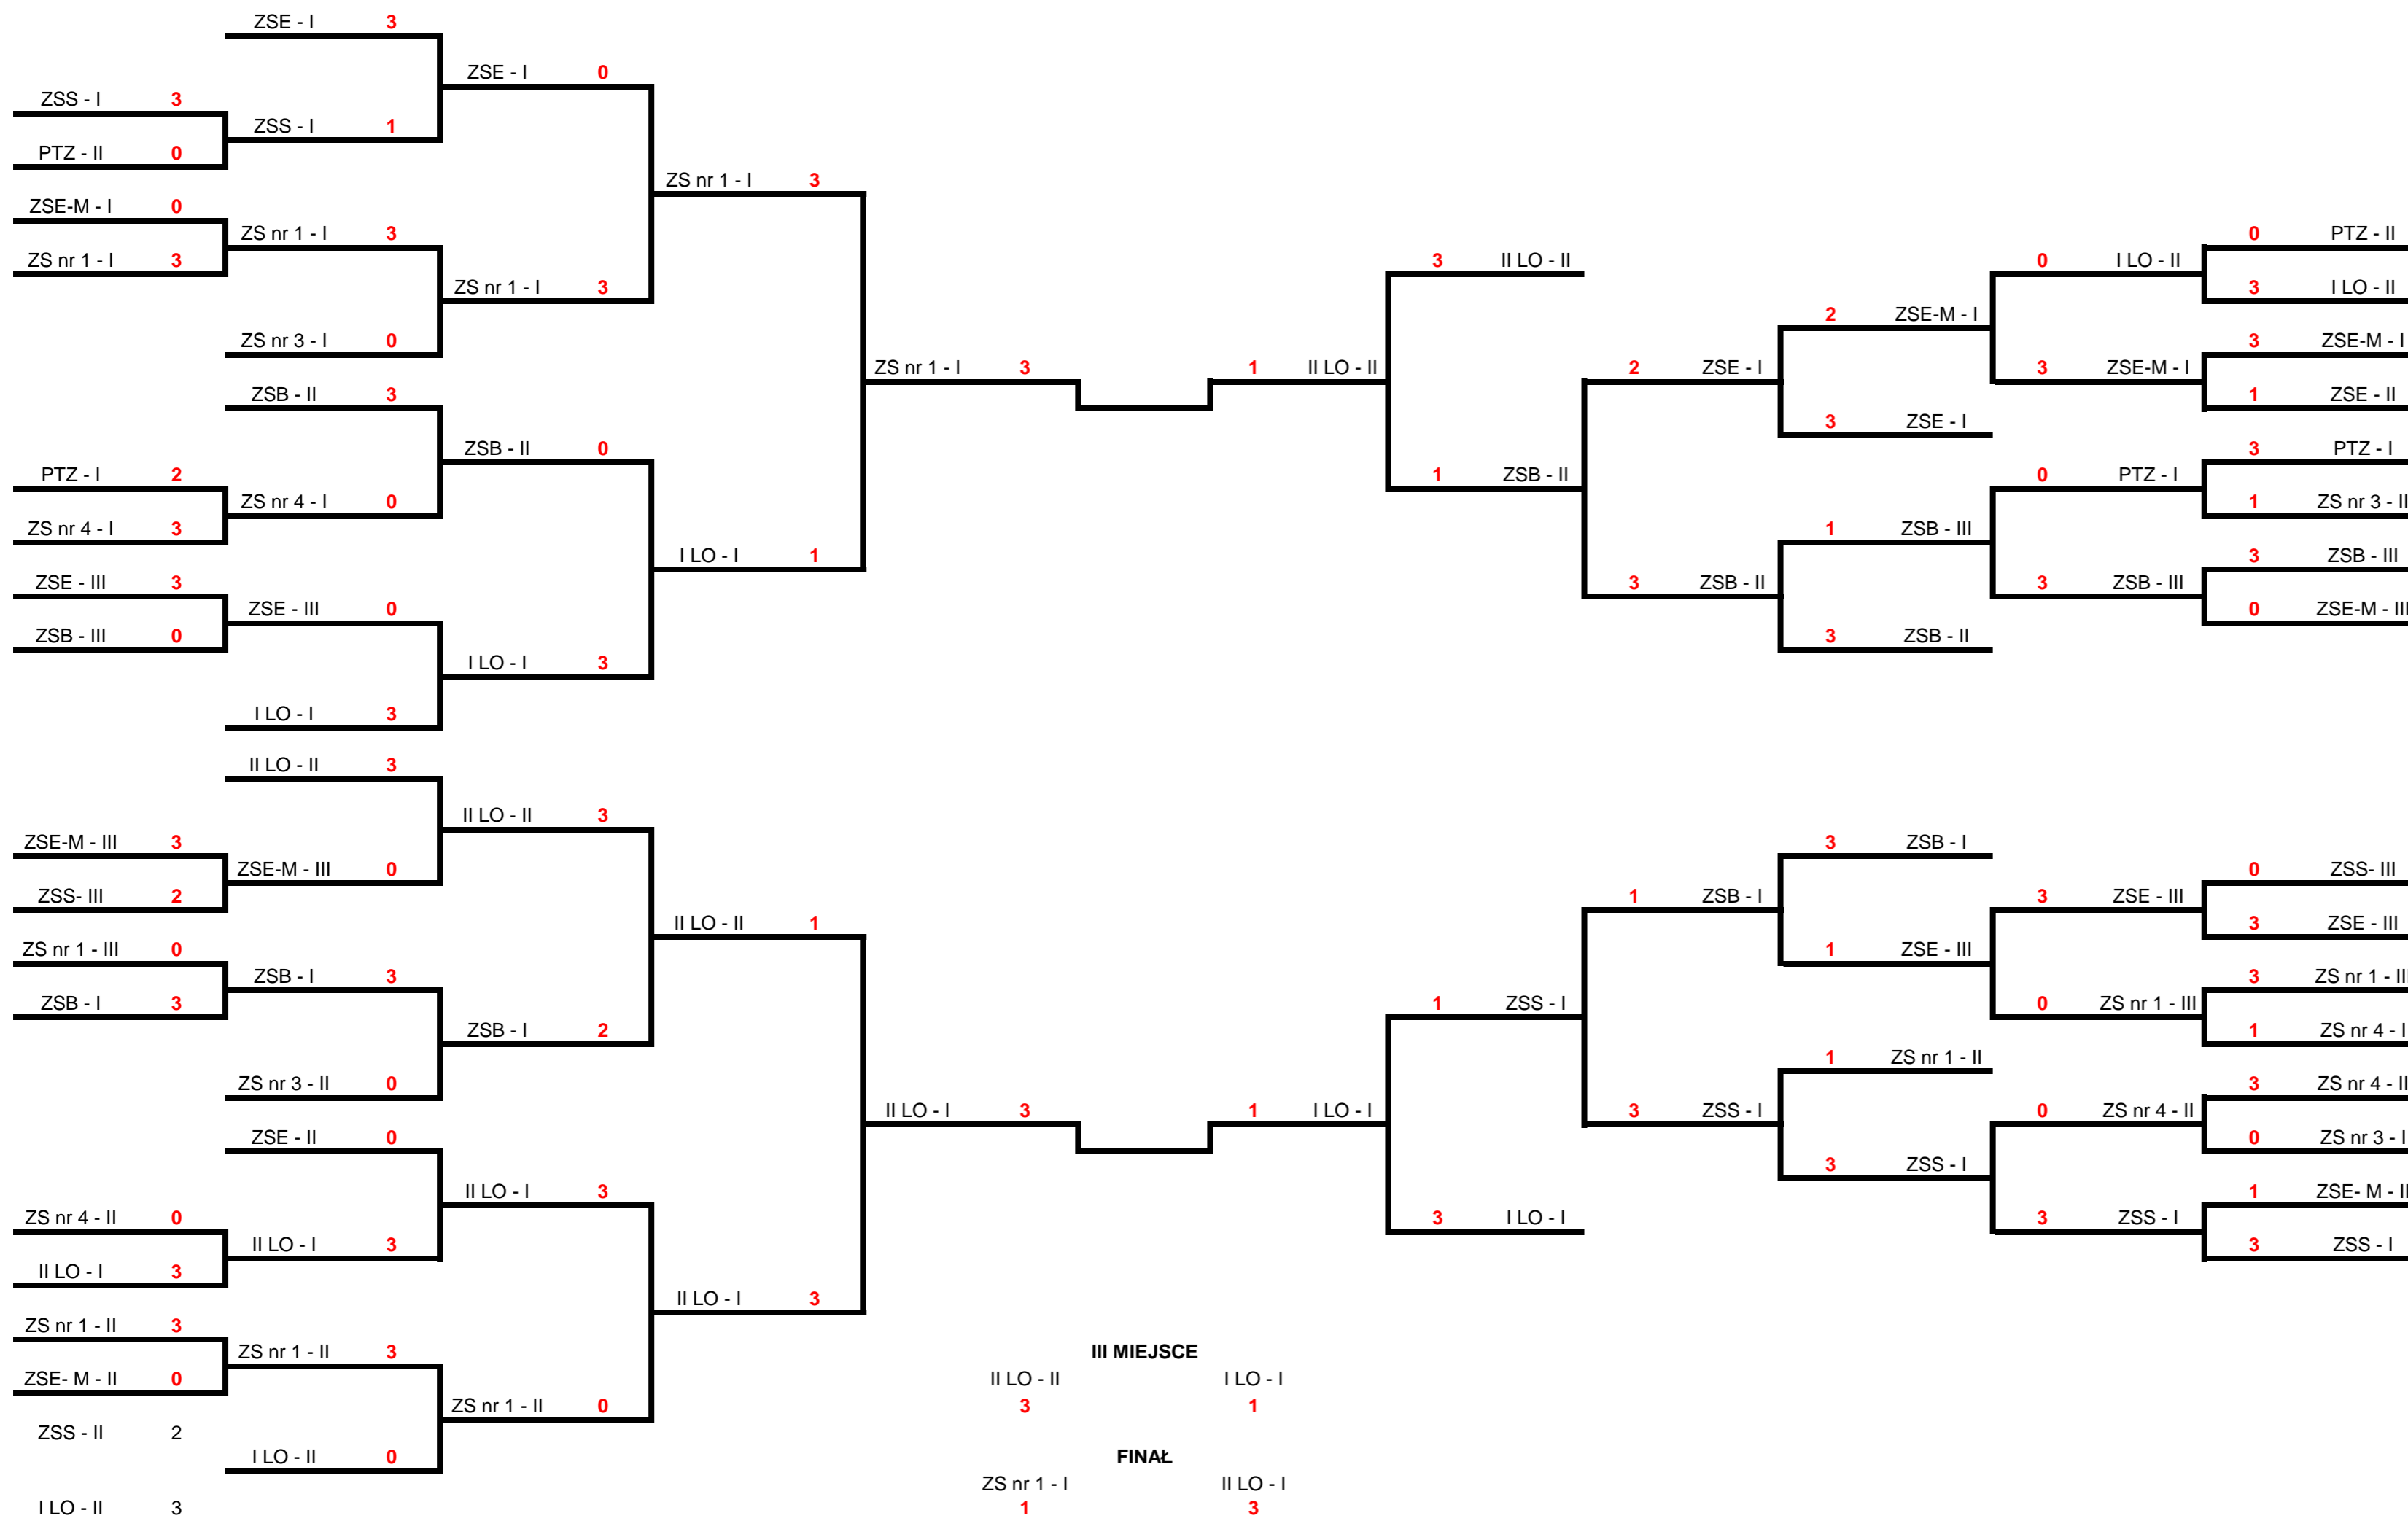 ZSS - I 3
PTZ - II 0
ZSE-M - I 0
ZS nr 1 - I 3
PTZ - I 2
ZS nr 4 - I 3
ZSE - III 3
ZSB - III 0
ZSE-M - III 3
ZSS- III 2
ZS nr 1 - III 0
ZSB - I 3
ZS nr 4 - II 0
II LO - I 3
ZS nr 1 - II 3
ZSE- M - II 0
ZSS - II 2
I LO - II 3
ZSE - I 3
ZSS - I 1
ZS nr 1 - I 3
ZS nr 3 - I 0
ZSB - II 3
ZS nr 4 - I 0
ZSE - III 0
I LO - I 3
II LO - II 3
ZSE-M - III 0
ZSB - I 3
ZS nr 3 - II 0
ZSE - II 0
II LO - I 3
ZS nr 1 - II 3
I LO - II 0
ZSE - I 0
ZS nr 1 - I 3
ZSB - II 0
I LO - I 3
II LO - II 3
ZSB - I 2
II LO - I 3
ZS nr 1 - II 0
ZS nr 1 - I 3
I LO - I 1
II LO - II 1
II LO - I 3
ZS nr 1 - I 3
II LO - I 3
1 II LO - II
1 I LO - I
III MIEJSCE
II LO - II I LO - I
3 1
FINAŁ
ZS nr 1 - I II LO - I
1 3
3 II LO - II
1 ZSB - II
1 ZSS - I
3 I LO - I
2 ZSE - I
3 ZSB - II
1 ZSB - I
3 ZSS - I
2 ZSE-M - I
3 ZSE - I
1 ZSB - III
3 ZSB - II
3 ZSB - I
1 ZSE - III
1 ZS nr 1 - II
3 ZSS - I
0 I LO - II
3 ZSE-M - I
0 PTZ - I
3 ZSB - III
3 ZSE - III
0 ZS nr 1 - III
0 ZS nr 4 - II
3 ZSS - I
0 PTZ - II
3 I LO - II
3 ZSE-M - I
1 ZSE - II
3 PTZ - I
1 ZS nr 3 - II
3 ZSB - III
0 ZSE-M - III
0 ZSS- III
3 ZSE - III
3 ZS nr 1 - III
1 ZS nr 4 - I
3 ZS nr 4 - II
0 ZS nr 3 - I
1 ZSE- M - II
3 ZSS - I